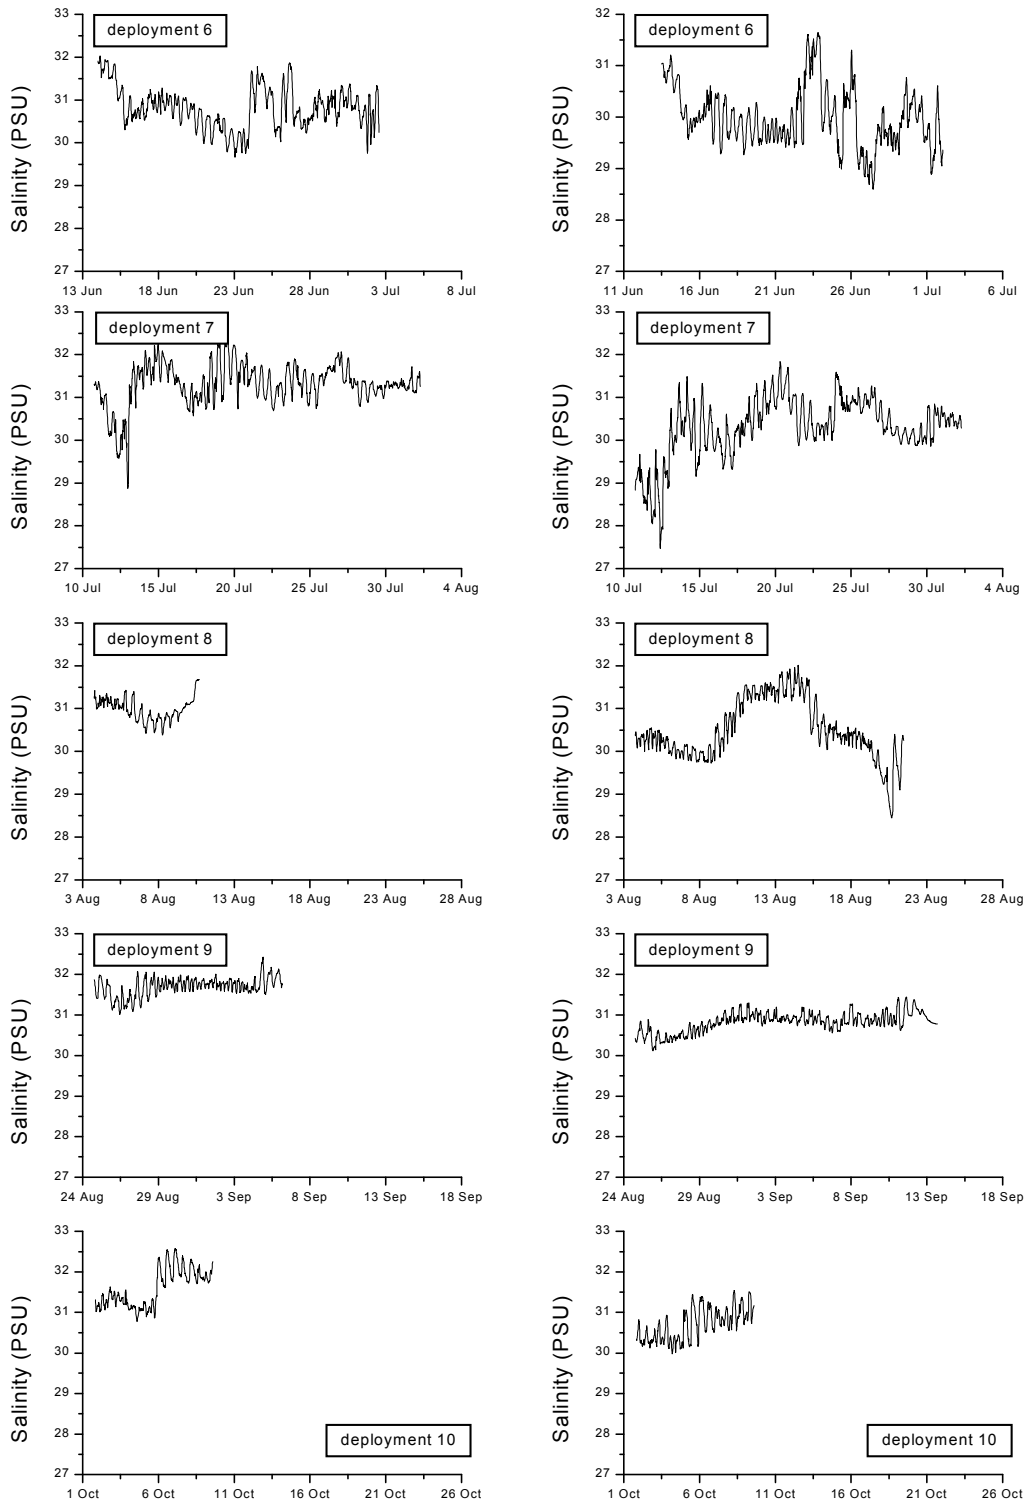 33
deployment 6
32
31
30
29
28
27
Salinity (PSU)
13 Jun 18 Jun 23 Jun 28 Jun 3 Jul 8 Jul
32
deployment 6
31
30
29
28
27
Salinity (PSU)
11 Jun 16 Jun 21 Jun 26 Jun 1 Jul 6 Jul
33
deployment 7
32
31
30
29
28
27
Salinity (PSU)
10 Jul 15 Jul 20 Jul 25 Jul 30 Jul 4 Aug
33
deployment 7
32
31
30
29
28
27
Salinity (PSU)
10 Jul 15 Jul 20 Jul 25 Jul 30 Jul 4 Aug
33
deployment 8
32
31
30
29
28
27
Salinity (PSU)
3 Aug 8 Aug 13 Aug 18 Aug 23 Aug 28 Aug
33
deployment 8
32
31
30
29
28
27
Salinity (PSU)
3 Aug 8 Aug 13 Aug 18 Aug 23 Aug 28 Aug
33
deployment 9
32
31
30
29
28
27
Salinity (PSU)
24 Aug 29 Aug 3 Sep 8 Sep 13 Sep 18 Sep
33
deployment 9
32
31
30
29
28
27
Salinity (PSU)
24 Aug 29 Aug 3 Sep 8 Sep 13 Sep 18 Sep
33
32
31
30
29
28
27
Salinity (PSU)
deployment 10
1 Oct 6 Oct 11 Oct 16 Oct 21 Oct 26 Oct
33
32
31
30
29
28
27
Salinity (PSU)
deployment 10
1 Oct 6 Oct 11 Oct 16 Oct 21 Oct 26 Oct